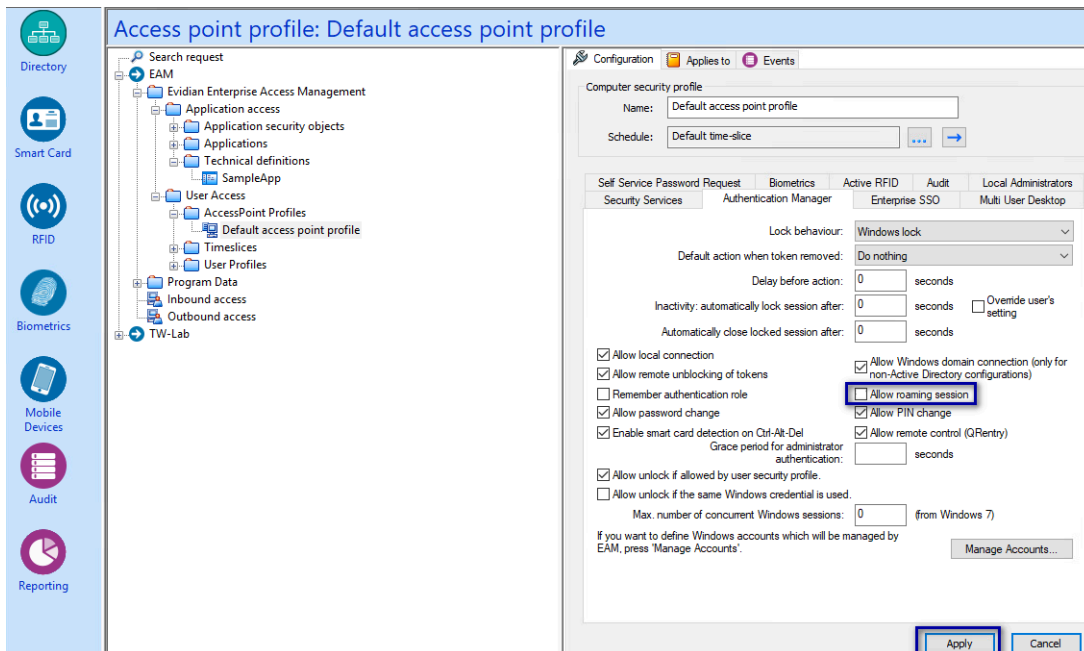 Access point profile: Default access point profile
Directory
Smart Card
RFID
Biometrics
Mobile
Devices
Audit
Reporting
Search request
EAM
Evidian Enterprise Access Management
Application access
Application security objects
Applications
Technical definitions
SampleApp
User Access
AccessPoint Profiles
Default access point profile
Timeslices
User Profiles
Program Data
Inbound access
Outbound access
TW-Lab
Configuration Applies to Events
Computer security profile
Name: Default access point profile
Schedule: Default time-slice ...
Self Service Password Request Biometrics Active RFID Audit Local Administrators
Security Services Authentication Manager Enterprise SSO Multi User Desktop
Lock behaviour: Windows lock
Default action when token removed: Do nothing
Delay before action: 0 seconds
Inactivity: automatically lock session after: 0 seconds Override user's
setting
Automatically close locked session after: 0 seconds
Allow local connection
Allow Windows domain connection (only for
non-Active Directory configurations)
Allow remote unblocking of tokens
Remember authentication role Allow roaming session
Allow password change Allow PIN change
Enable smart card detection on Ctrl-Alt-Del Allow remote control (QRentry)
Grace period for administrator
authentication: seconds
Allow unlock if allowed by user security profile.
Allow unlock if the same Windows credential is used.
Max. number of concurrent Windows sessions: 0 (from Windows 7)
If you want to define Windows accounts which will be managed by
EAM, press 'Manage Accounts'.
Manage Accounts...
Apply Cancel